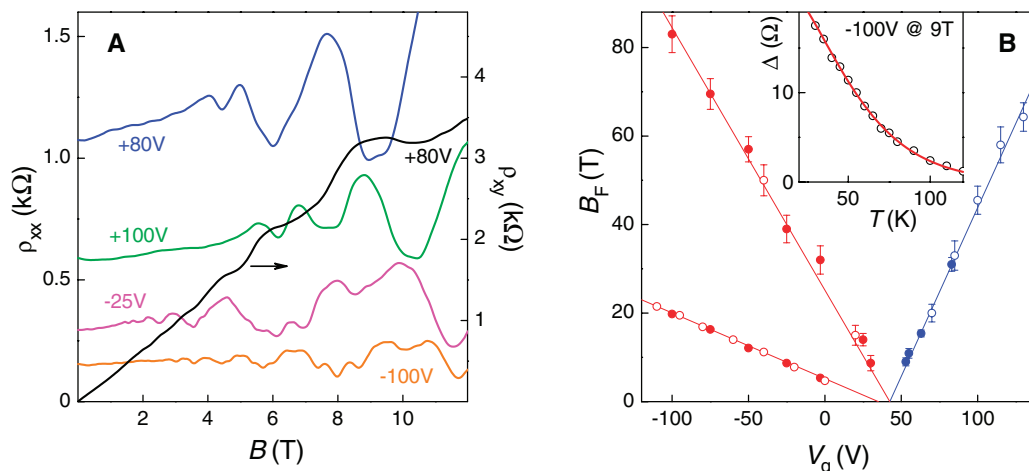 A
1.5
1.0
0.5
0
ρxx (kΩ)
+80V
+100V
-25V
-100V
+80V
4
3
2
1
ρxy (kΩ)
2 4 6 8 10
B (T)
B
80
60
40
20
0
BF (T)
-100 -50 0 50 100
Vg (V)
-100V @ 9T
Δ (Ω)
10
0
50 100
T (K)